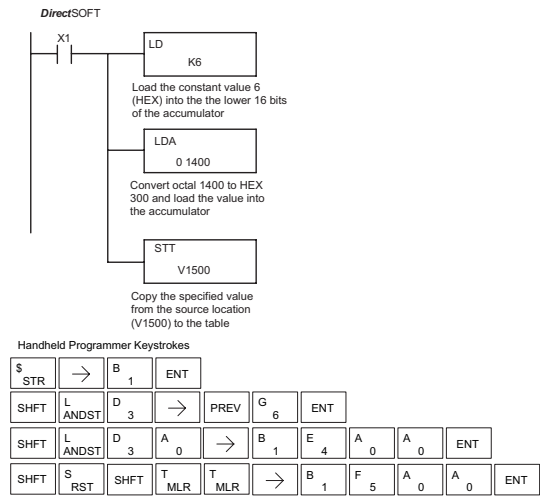 DirectSOFT
X1
LD
K6
Load the constant value 6
(HEX) into the the lower 16 bits
of the accumulator
LDA
0 1400
Convert octal 1400 to HEX
300 and load the value into
the accumulator
STT
V1500
Copy the specified value
from the source location
(V1500) to the table
Handheld Programmer Keystrokes
$ STR → B 1 ENT
SHFT L ANDST D 3 → PREV G 6 ENT
SHFT L ANDST D 3 A 0 → B 1 E 4 A 0 A 0 ENT
SHFT S RST SHFT T MLR T MLR → B 1 F 5 A 0 A 0 ENT